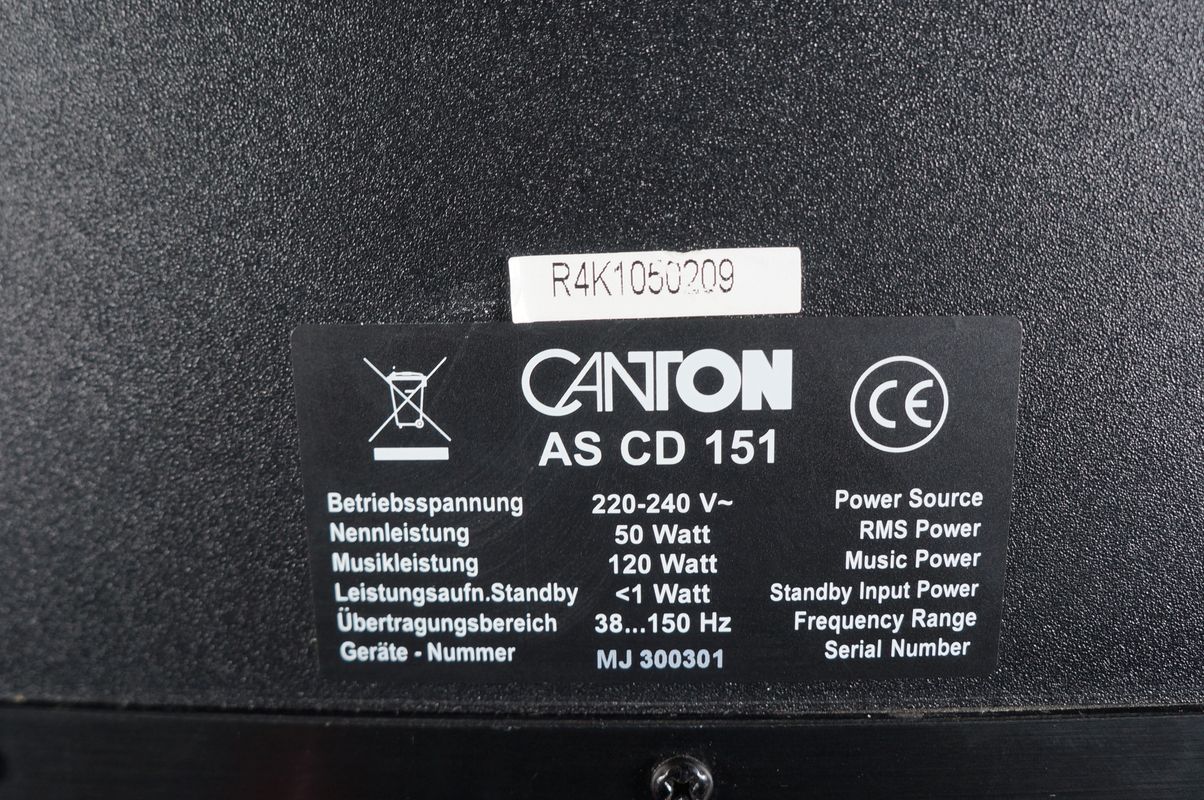 R4K1050209
CANTON
AS CD 151
CE
Betriebsspannung 220-240 V~ Power Source
Nennleistung 50 Watt RMS Power
Musikleistung 120 Watt Music Power
Leistungsaufn.Standby <1 Watt Standby Input Power
Übertragungsbereich 38...150 Hz Frequency Range
Geräte - Nummer MJ 300301 Serial Number